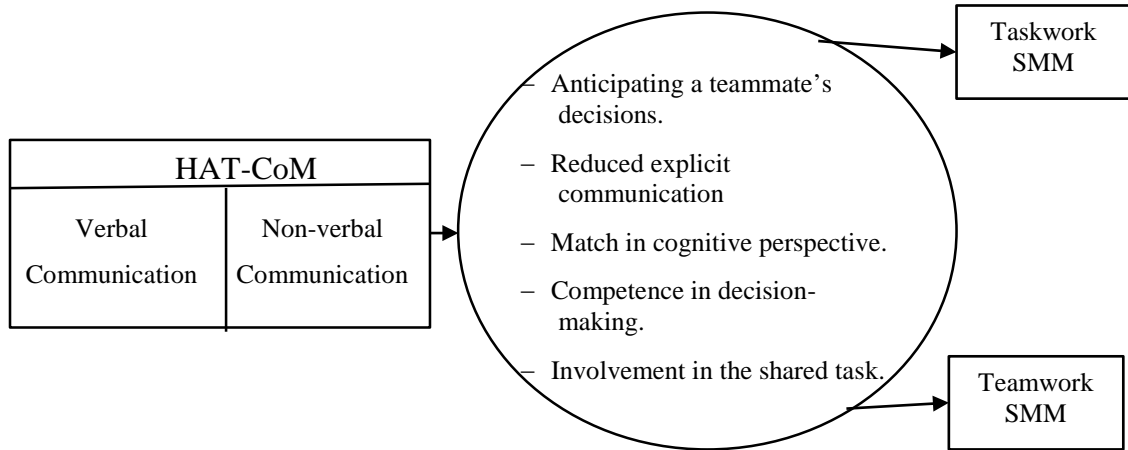 HAT-CoM
Verbal
Communication
Non-verbal
Communication
– Anticipating a teammate's
decisions.
– Reduced explicit
communication
– Match in cognitive perspective.
– Competence in decision-
making.
– Involvement in the shared task.
Taskwork
SMM
Teamwork
SMM